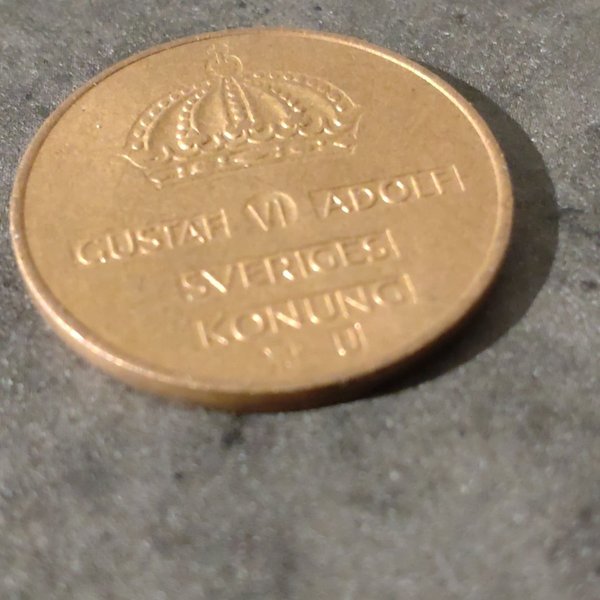 GUSTAF VI ADOLF
SVERIGES
KONUNG
U